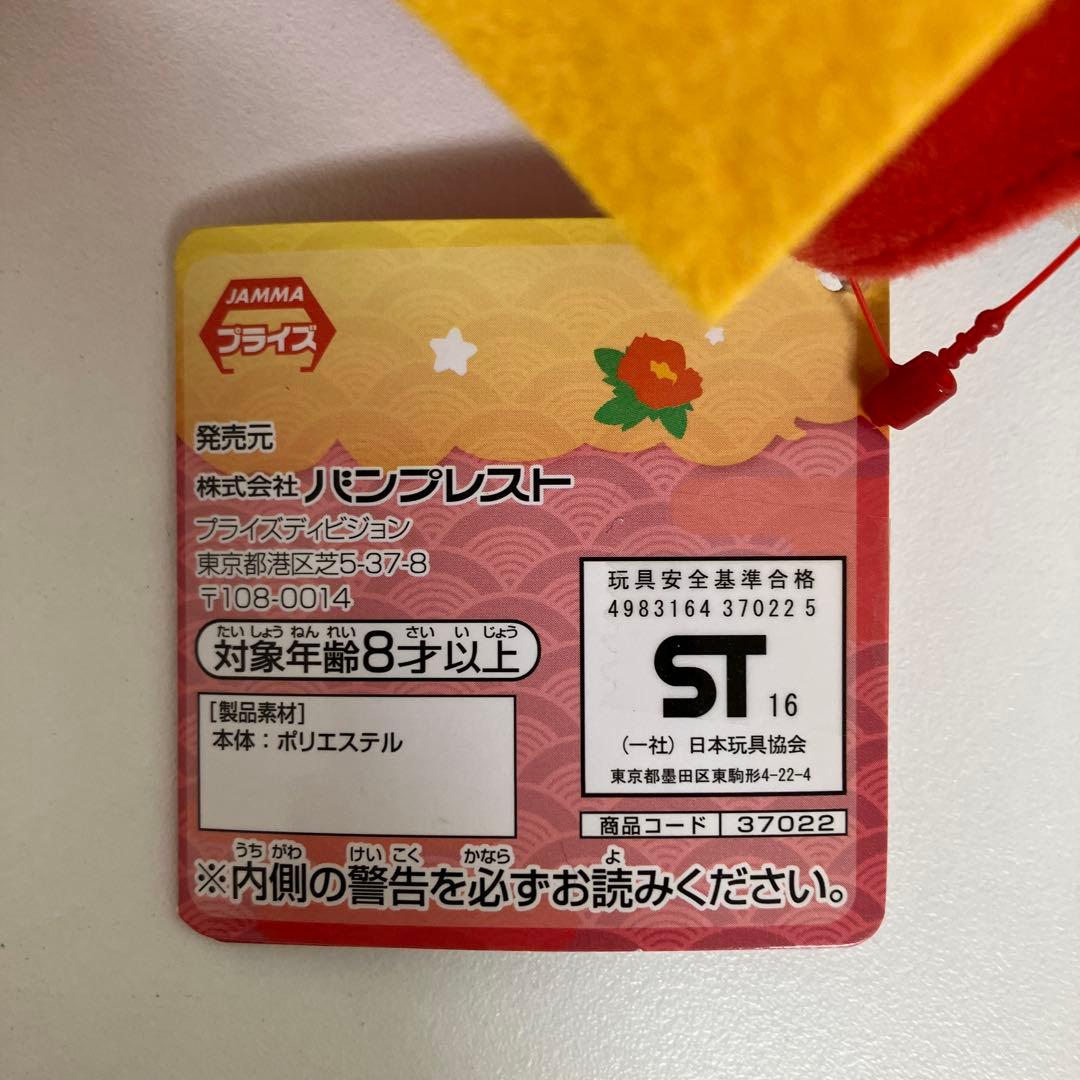 JAMMA
プライズ
発売元
株式会社 バンプレスト
プライズディビジョン
東京都港区芝5-37-8
〒108-0014
たいしょうねんれい さいいじょう
対象年齢8才以上
[製品素材]
本体:ポリエステル
玩具安全基準合格
4983164 37022 5
ST 16
(一社)日本玩具協会
東京都墨田区東駒形4-22-4
商品コード 37022
うちがわ けいこく かなら よ
※内側の警告を必ずお読みください。